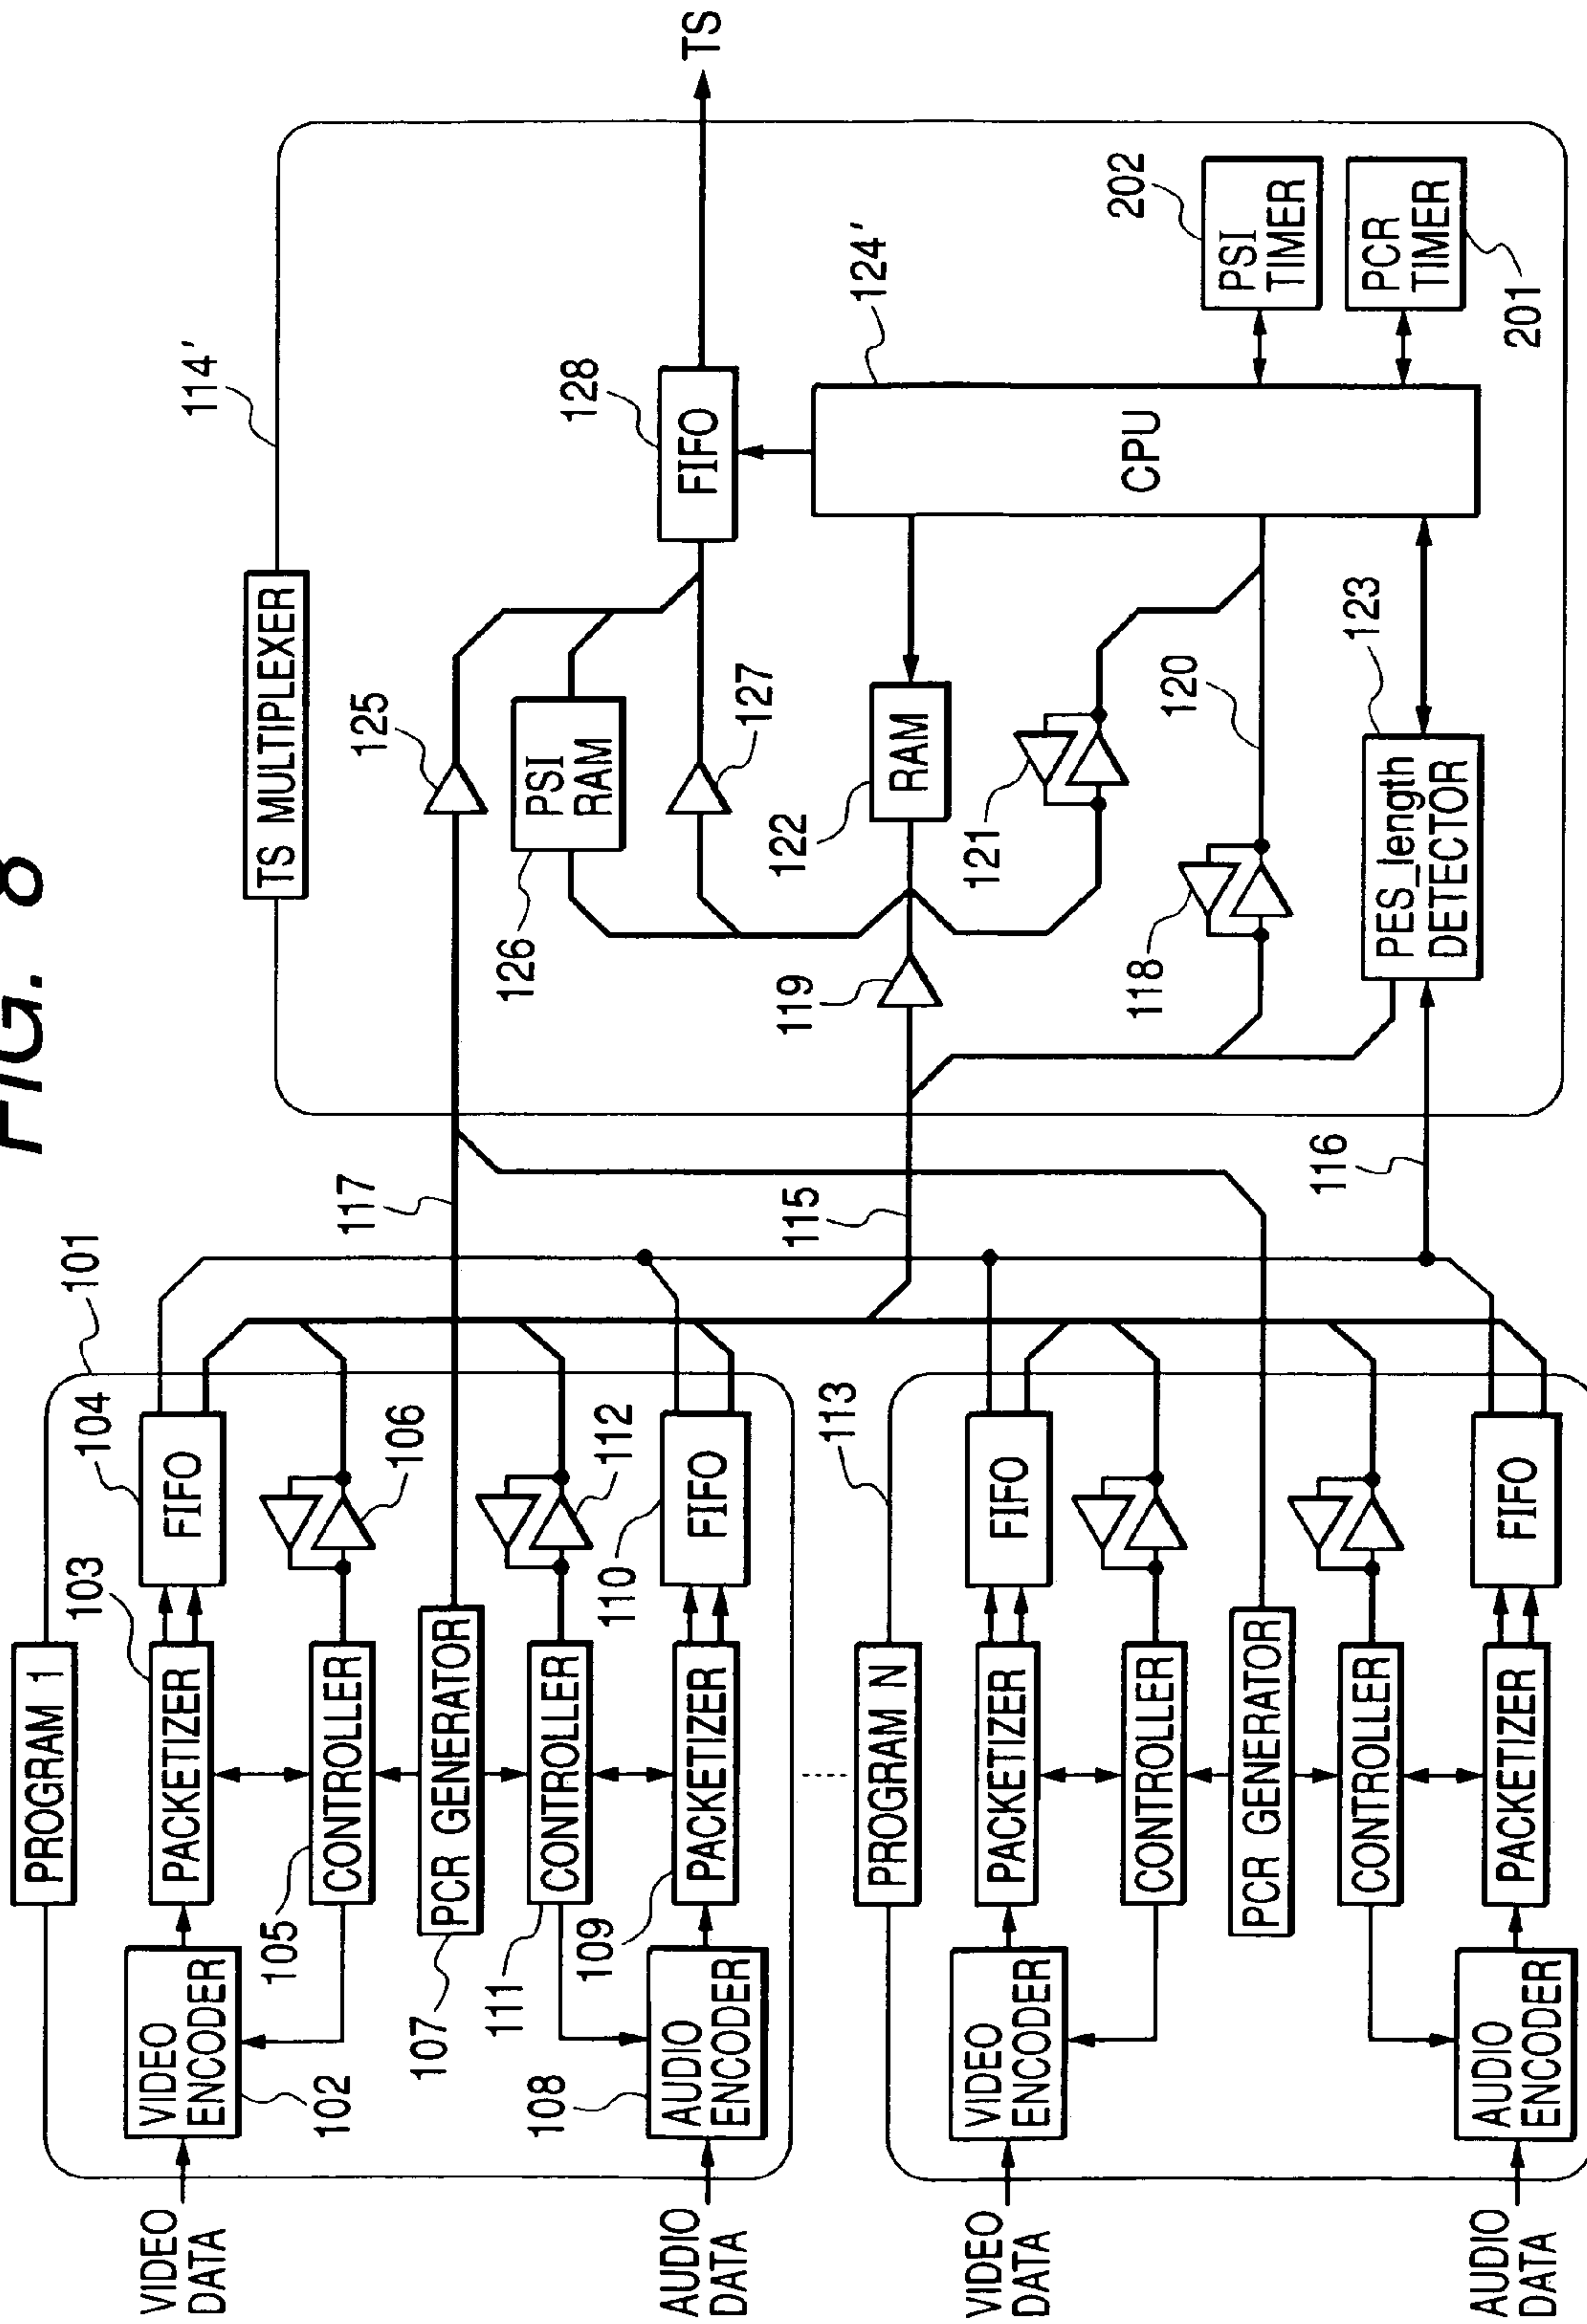 FIG. 8
PROGRAM 1
101
VIDEO
DATA
VIDEO
ENCODER
102
PACKETIZER
103
FIFO
104
CONTROLLER
105
106
PCR GENERATOR
107
CONTROLLER
111
112
AUDIO
DATA
AUDIO
ENCODER
108
PACKETIZER
109
FIFO
110
PROGRAM N
113
VIDEO
DATA
VIDEO
ENCODER
PACKETIZER
FIFO
CONTROLLER
PCR GENERATOR
CONTROLLER
AUDIO
DATA
AUDIO
ENCODER
PACKETIZER
FIFO
117
115
116
TS MULTIPLEXER
114'
125
PSI
RAM
126
127
FIFO
128
TS
119
RAM
122
121
118
120
PES_length
DETECTOR
123
CPU
124'
PSI
TIMER
202
PCR
TIMER
201